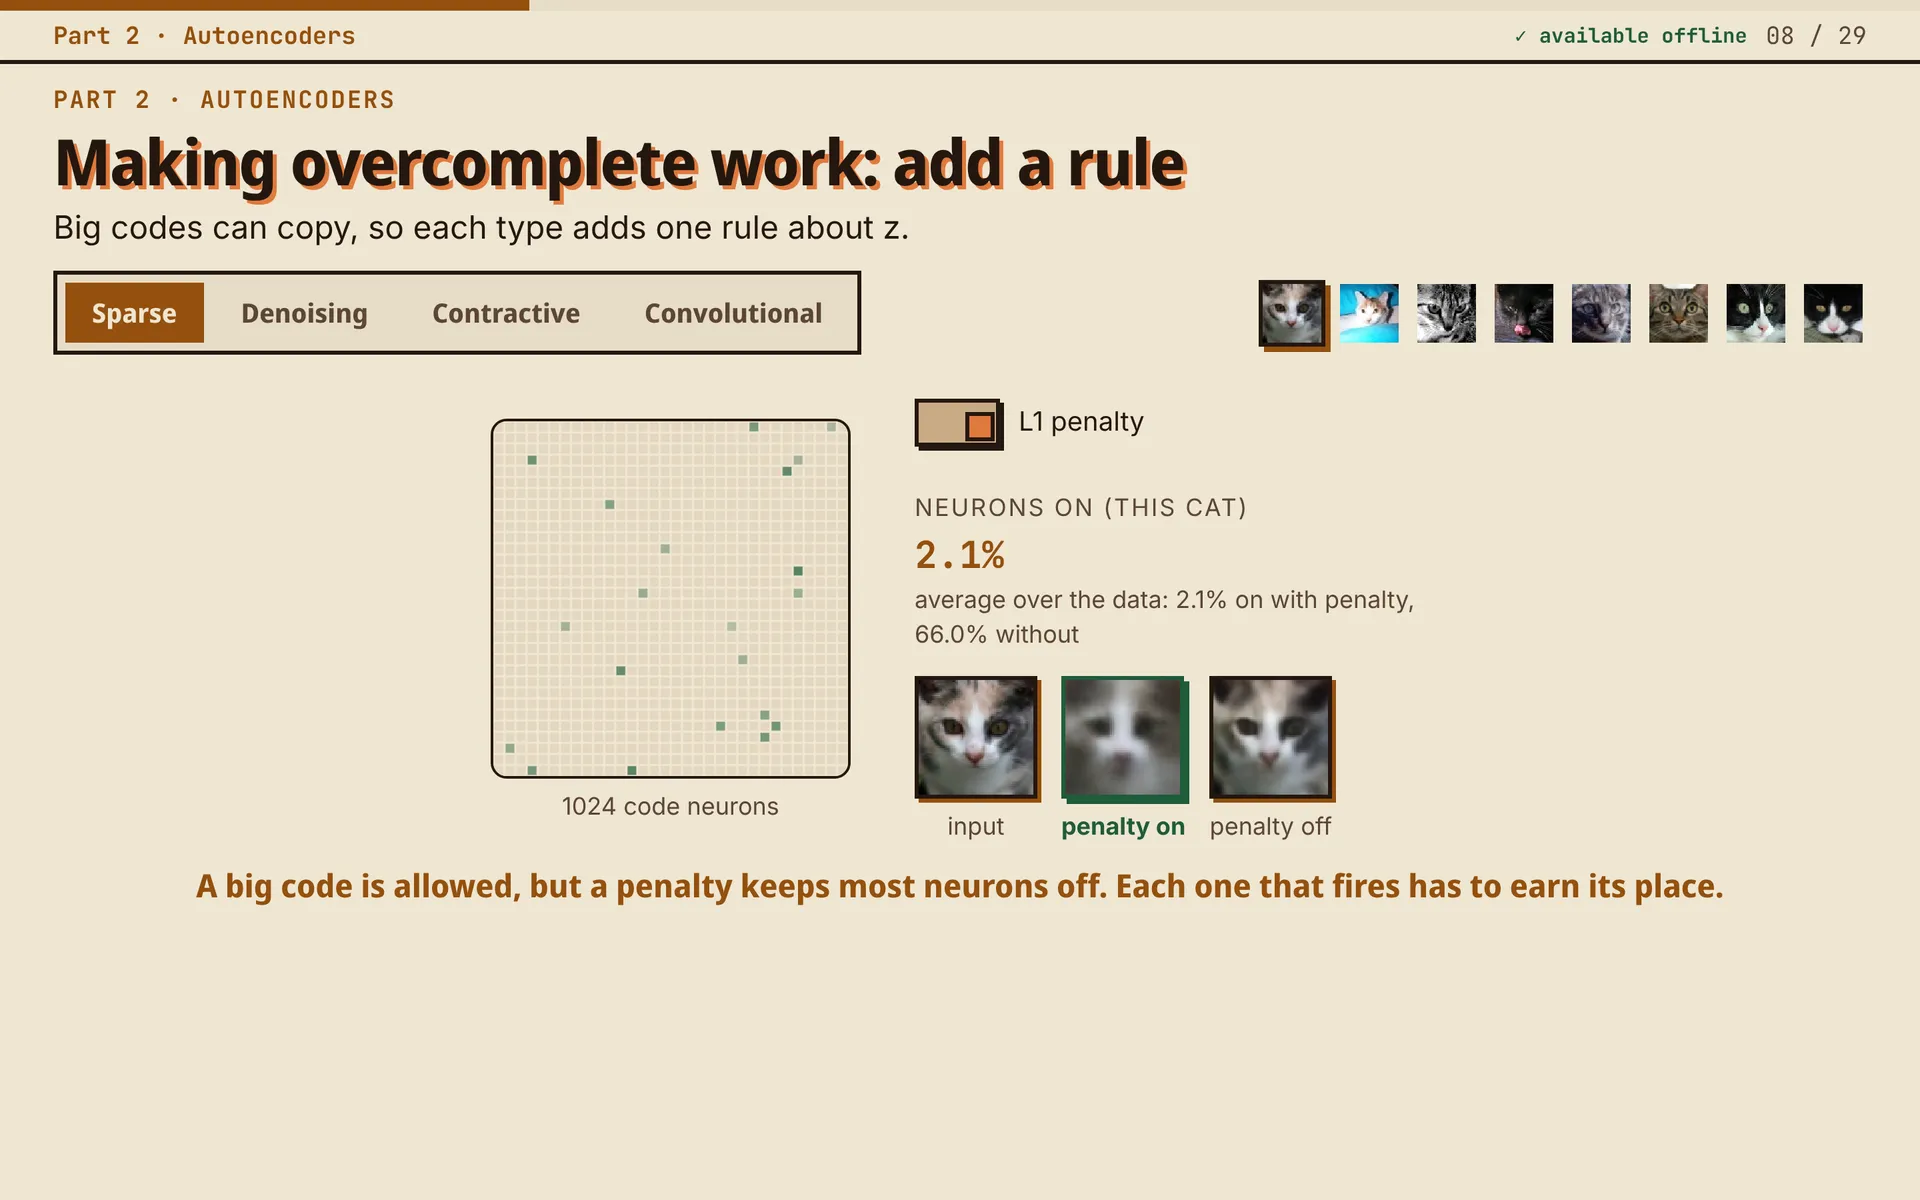 Part 2 · Autoencoders
✓ available offline 08 / 29
PART 2 · AUTOENCODERS
Making overcomplete work: add a rule
Big codes can copy, so each type adds one rule about z.
Sparse Denoising Contractive Convolutional
L1 penalty
NEURONS ON (THIS CAT)
2.1%
average over the data: 2.1% on with penalty,
66.0% without
1024 code neurons
input penalty on penalty off
A big code is allowed, but a penalty keeps most neurons off. Each one that fires has to earn its place.